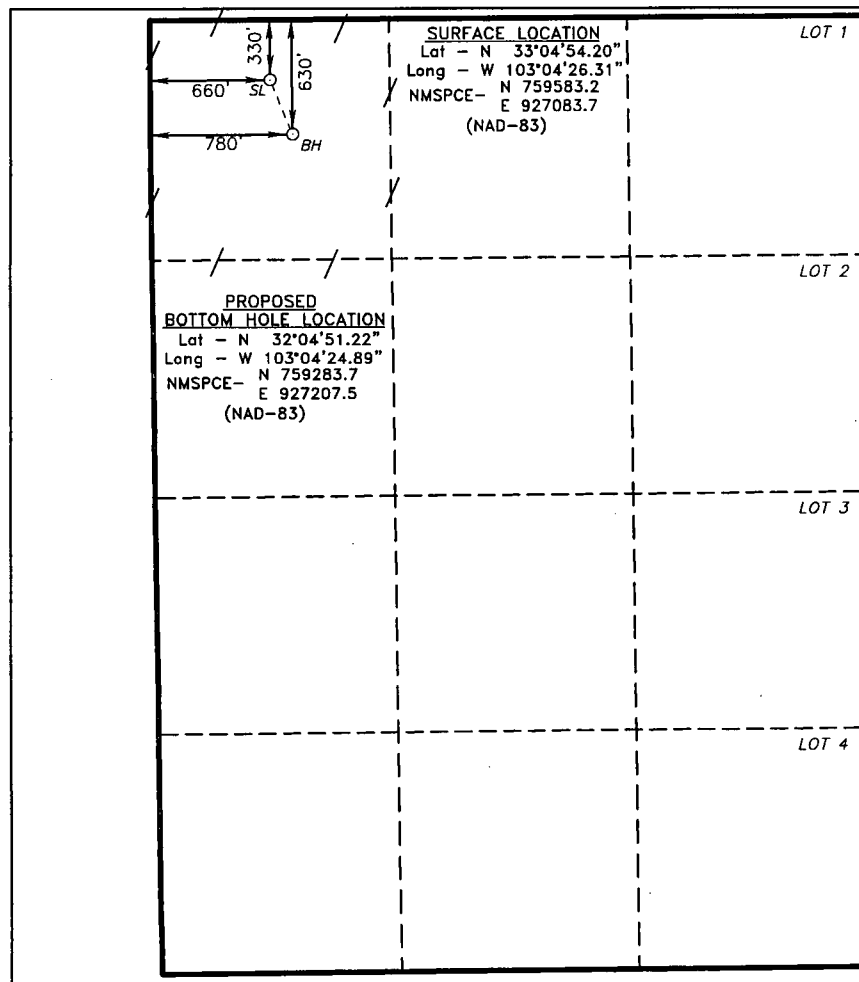 LOT 1
SURFACE LOCATION
Lat – N 33°04'54.20"
Long – W 103°04'26.31"
NMSPCE– N 759583.2
E 927083.7
(NAD–83)
330'
630'
660'
SL
780'
BH
LOT 2
PROPOSED
BOTTOM HOLE LOCATION
Lat – N 32°04'51.22"
Long – W 103°04'24.89"
NMSPCE– N 759283.7
E 927207.5
(NAD–83)
LOT 3
LOT 4